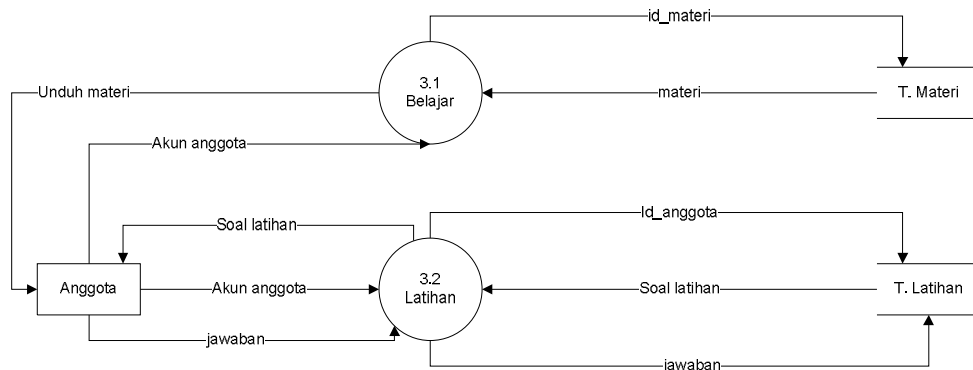 id_materi
3.1
Belajar
Unduh materi
materi
T. Materi
Akun anggota
Soal latihan
Id_anggota
3.2
Latihan
Anggota
Akun anggota
Soal latihan
T. Latihan
jawaban
jawaban